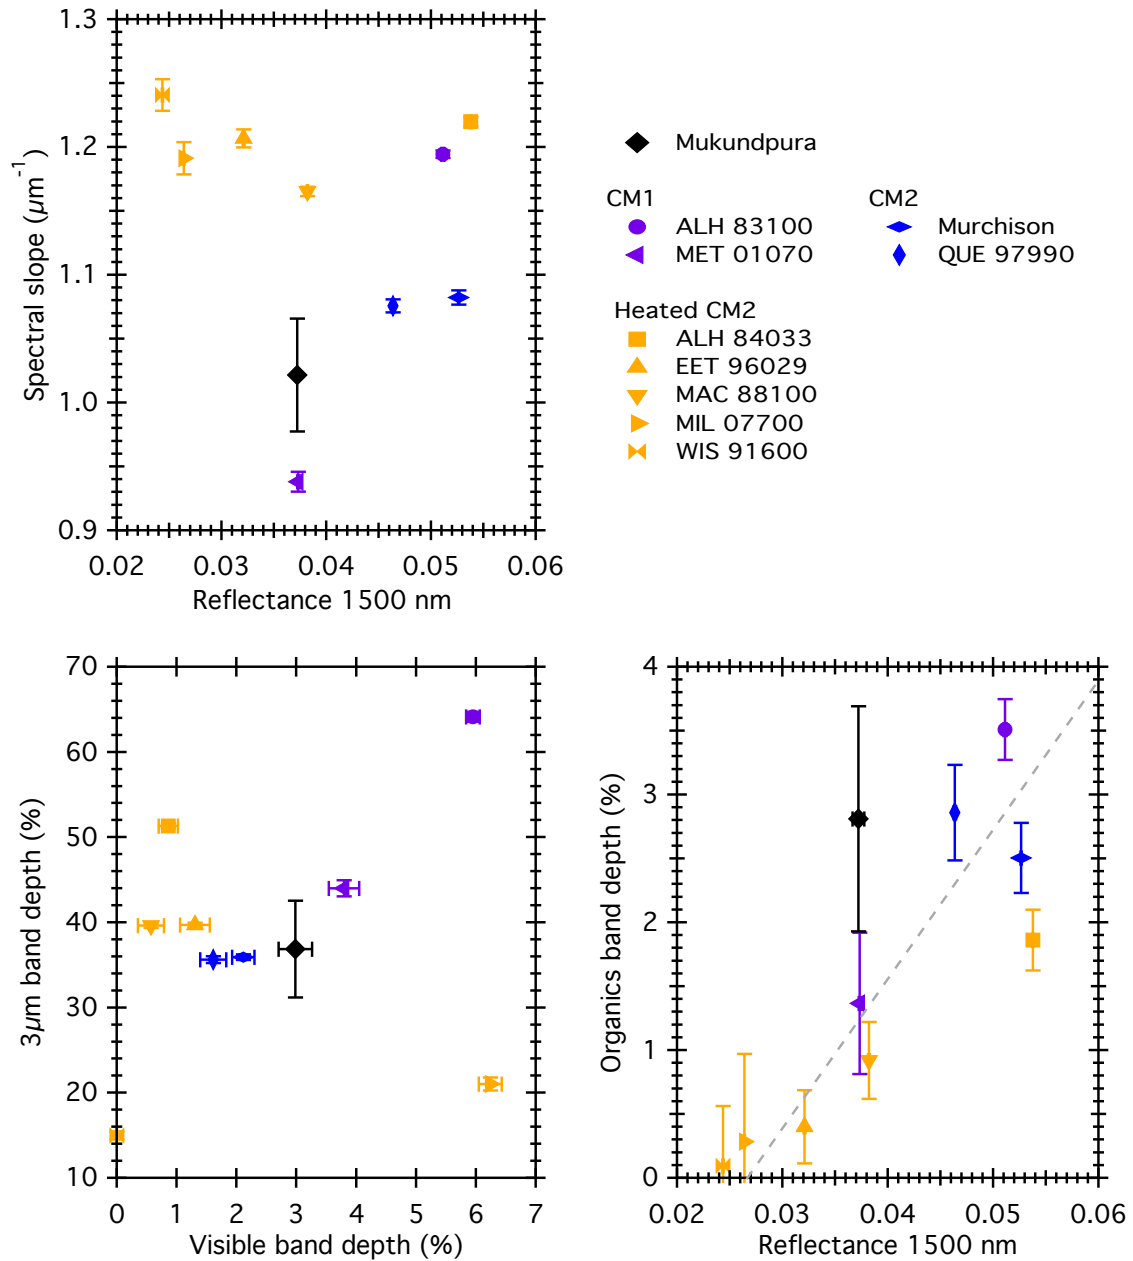 1.3
1.2
1.1
1.0
0.9
Spectral slope (µm⁻¹)
0.02 0.03 0.04 0.05 0.06
Reflectance 1500 nm
Mukundpura
CM1
ALH 83100
MET 01070
CM2
Murchison
QUE 97990
Heated CM2
ALH 84033
EET 96029
MAC 88100
MIL 07700
WIS 91600
70
60
50
40
30
20
10
3µm band depth (%)
0 1 2 3 4 5 6 7
Visible band depth (%)
4
3
2
1
0
Organics band depth (%)
0.02 0.03 0.04 0.05 0.06
Reflectance 1500 nm